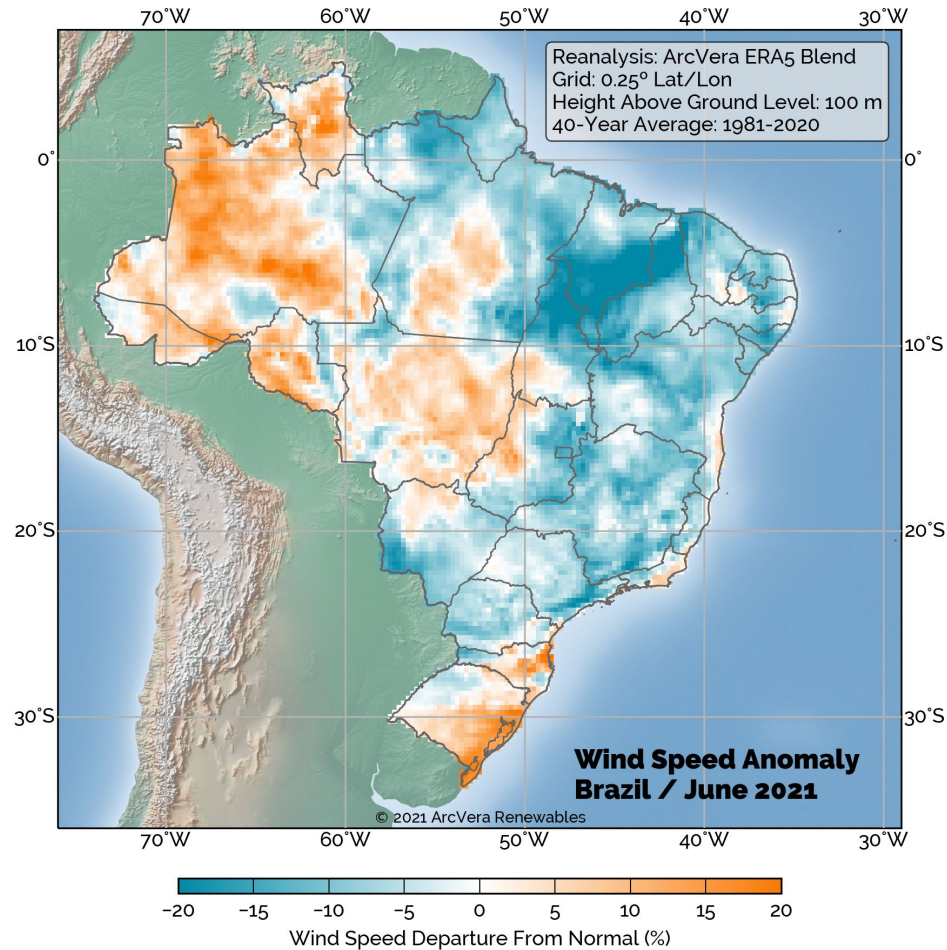 70°W 60°W 50°W 40°W 30°W
Reanalysis: ArcVera ERA5 Blend
Grid: 0.25º Lat/Lon
Height Above Ground Level: 100 m
40-Year Average: 1981-2020
0° 0°
10°S 10°S
20°S 20°S
30°S 30°S
Wind Speed Anomaly
Brazil / June 2021
© 2021 ArcVera Renewables
70°W 60°W 50°W 40°W 30°W
−20 −15 −10 −5 0 5 10 15 20
Wind Speed Departure From Normal (%)